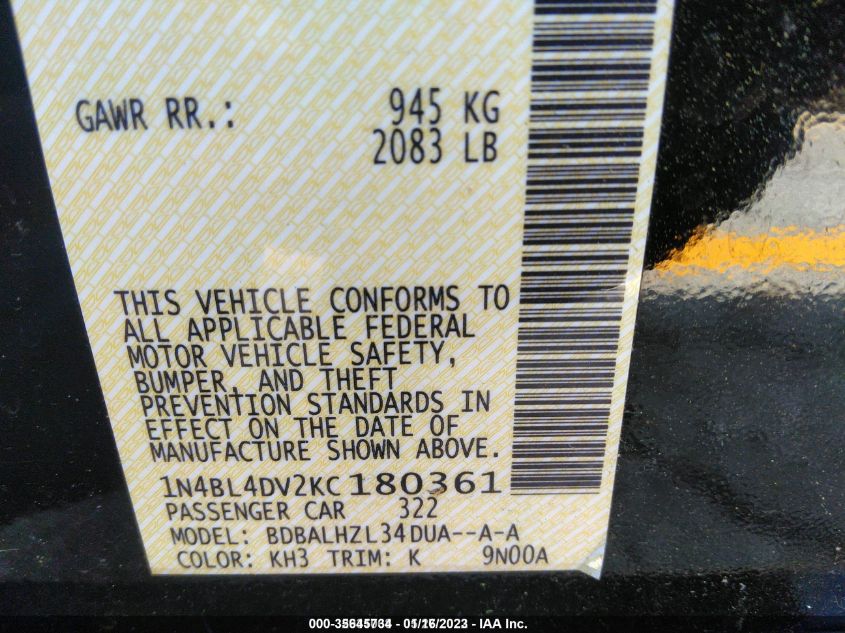 GAWR RR.: 945 KG
2083 LB
THIS VEHICLE CONFORMS TO
ALL APPLICABLE FEDERAL
MOTOR VEHICLE SAFETY,
BUMPER, AND THEFT
PREVENTION STANDARDS IN
EFFECT ON THE DATE OF
MANUFACTURE SHOWN ABOVE.
1N4BL4DV2KC180361
PASSENGER CAR 322
MODEL: BDBALHZL34DUA--A-A
COLOR: KH3 TRIM: K 9N00A
- IAA Inc.